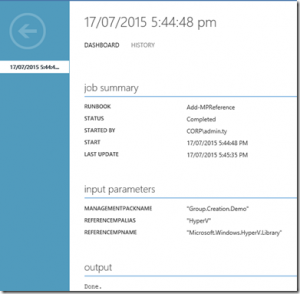 17/07/2015 5:44:48 pm
17/07/2015 5:44:4...
DASHBOARD HISTORY
job summary
RUNBOOK Add-MPReference
STATUS Completed
STARTED BY CORP\admin.ty
START 17/07/2015 5:44:48 PM
LAST UPDATE 17/07/2015 5:45:35 PM
input parameters
MANAGEMENTPACKNAME "Group.Creation.Demo"
REFERENCEMPALIAS "HyperV"
REFERENCEMPNAME "Microsoft.Windows.HyperV.Library"
output
Done.